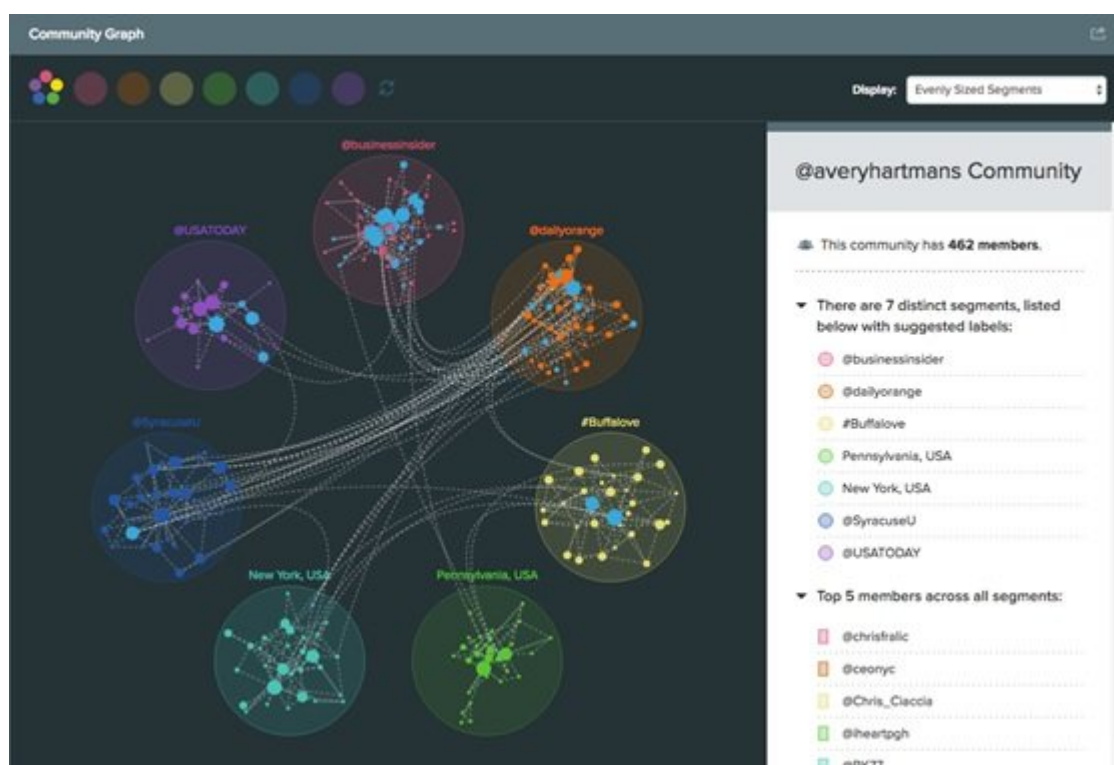 Community Graph
Display:
Evenly Sized Segments
@businessinsider
@USATODAY
@dailyorange
@SyracuseU
#Buffalove
New York, USA
Pennsylvania, USA
@averyhartmans Community
This community has 462 members.
There are 7 distinct segments, listed
below with suggested labels:
@businessinsider
@dailyorange
#Buffalove
Pennsylvania, USA
New York, USA
@SyracuseU
@USATODAY
Top 5 members across all segments:
@chrisfralic
@ceonyc
@Chris_Ciaccia
@iheartpgh